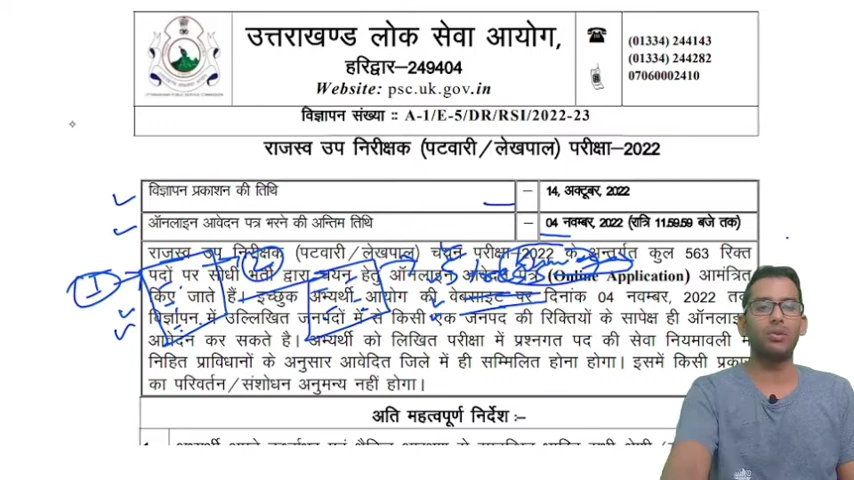 उत्तराखण्ड लोक सेवा आयोग,
हरिद्वार–249404
Website: psc.uk.gov.in
(01334) 244143
(01334) 244282
07060002410
विज्ञापन संख्या :: A-1/E-5/DR/RSI/2022-23
राजस्व उप निरीक्षक (पटवारी/लेखपाल) परीक्षा–2022
विज्ञापन प्रकाशन की तिथि – 14, अक्टूबर, 2022
ऑनलाइन आवेदन पत्र भरने की अन्तिम तिथि – 04 नवम्बर, 2022 (रात्रि 11.59.59 बजे तक)
राजस्व उप निरीक्षक (पटवारी/लेखपाल) चयन परीक्षा–2022 के अन्तर्गत कुल 563 रिक्त
पदों पर सीधी भर्ती द्वारा चयन हेतु ऑनलाइन आवेदन पत्र (Online Application) आमंत्रित
किए जाते हैं। इच्छुक अभ्यर्थी आयोग की वेबसाइट पर दिनांक 04 नवम्बर, 2022 तक
विज्ञापन में उल्लिखित जनपदों में से किसी एक जनपद की रिक्तियों के सापेक्ष ही ऑनलाइन
आवेदन कर सकते है। अभ्यर्थी को लिखित परीक्षा में प्रश्नगत पद की सेवा नियमावली में
निहित प्राविधानों के अनुसार आवेदित जिले में ही सम्मिलित होना होगा। इसमें किसी प्रकार
का परिवर्तन/संशोधन अनुमन्य नहीं होगा।
अति महत्वपूर्ण निर्देश :–